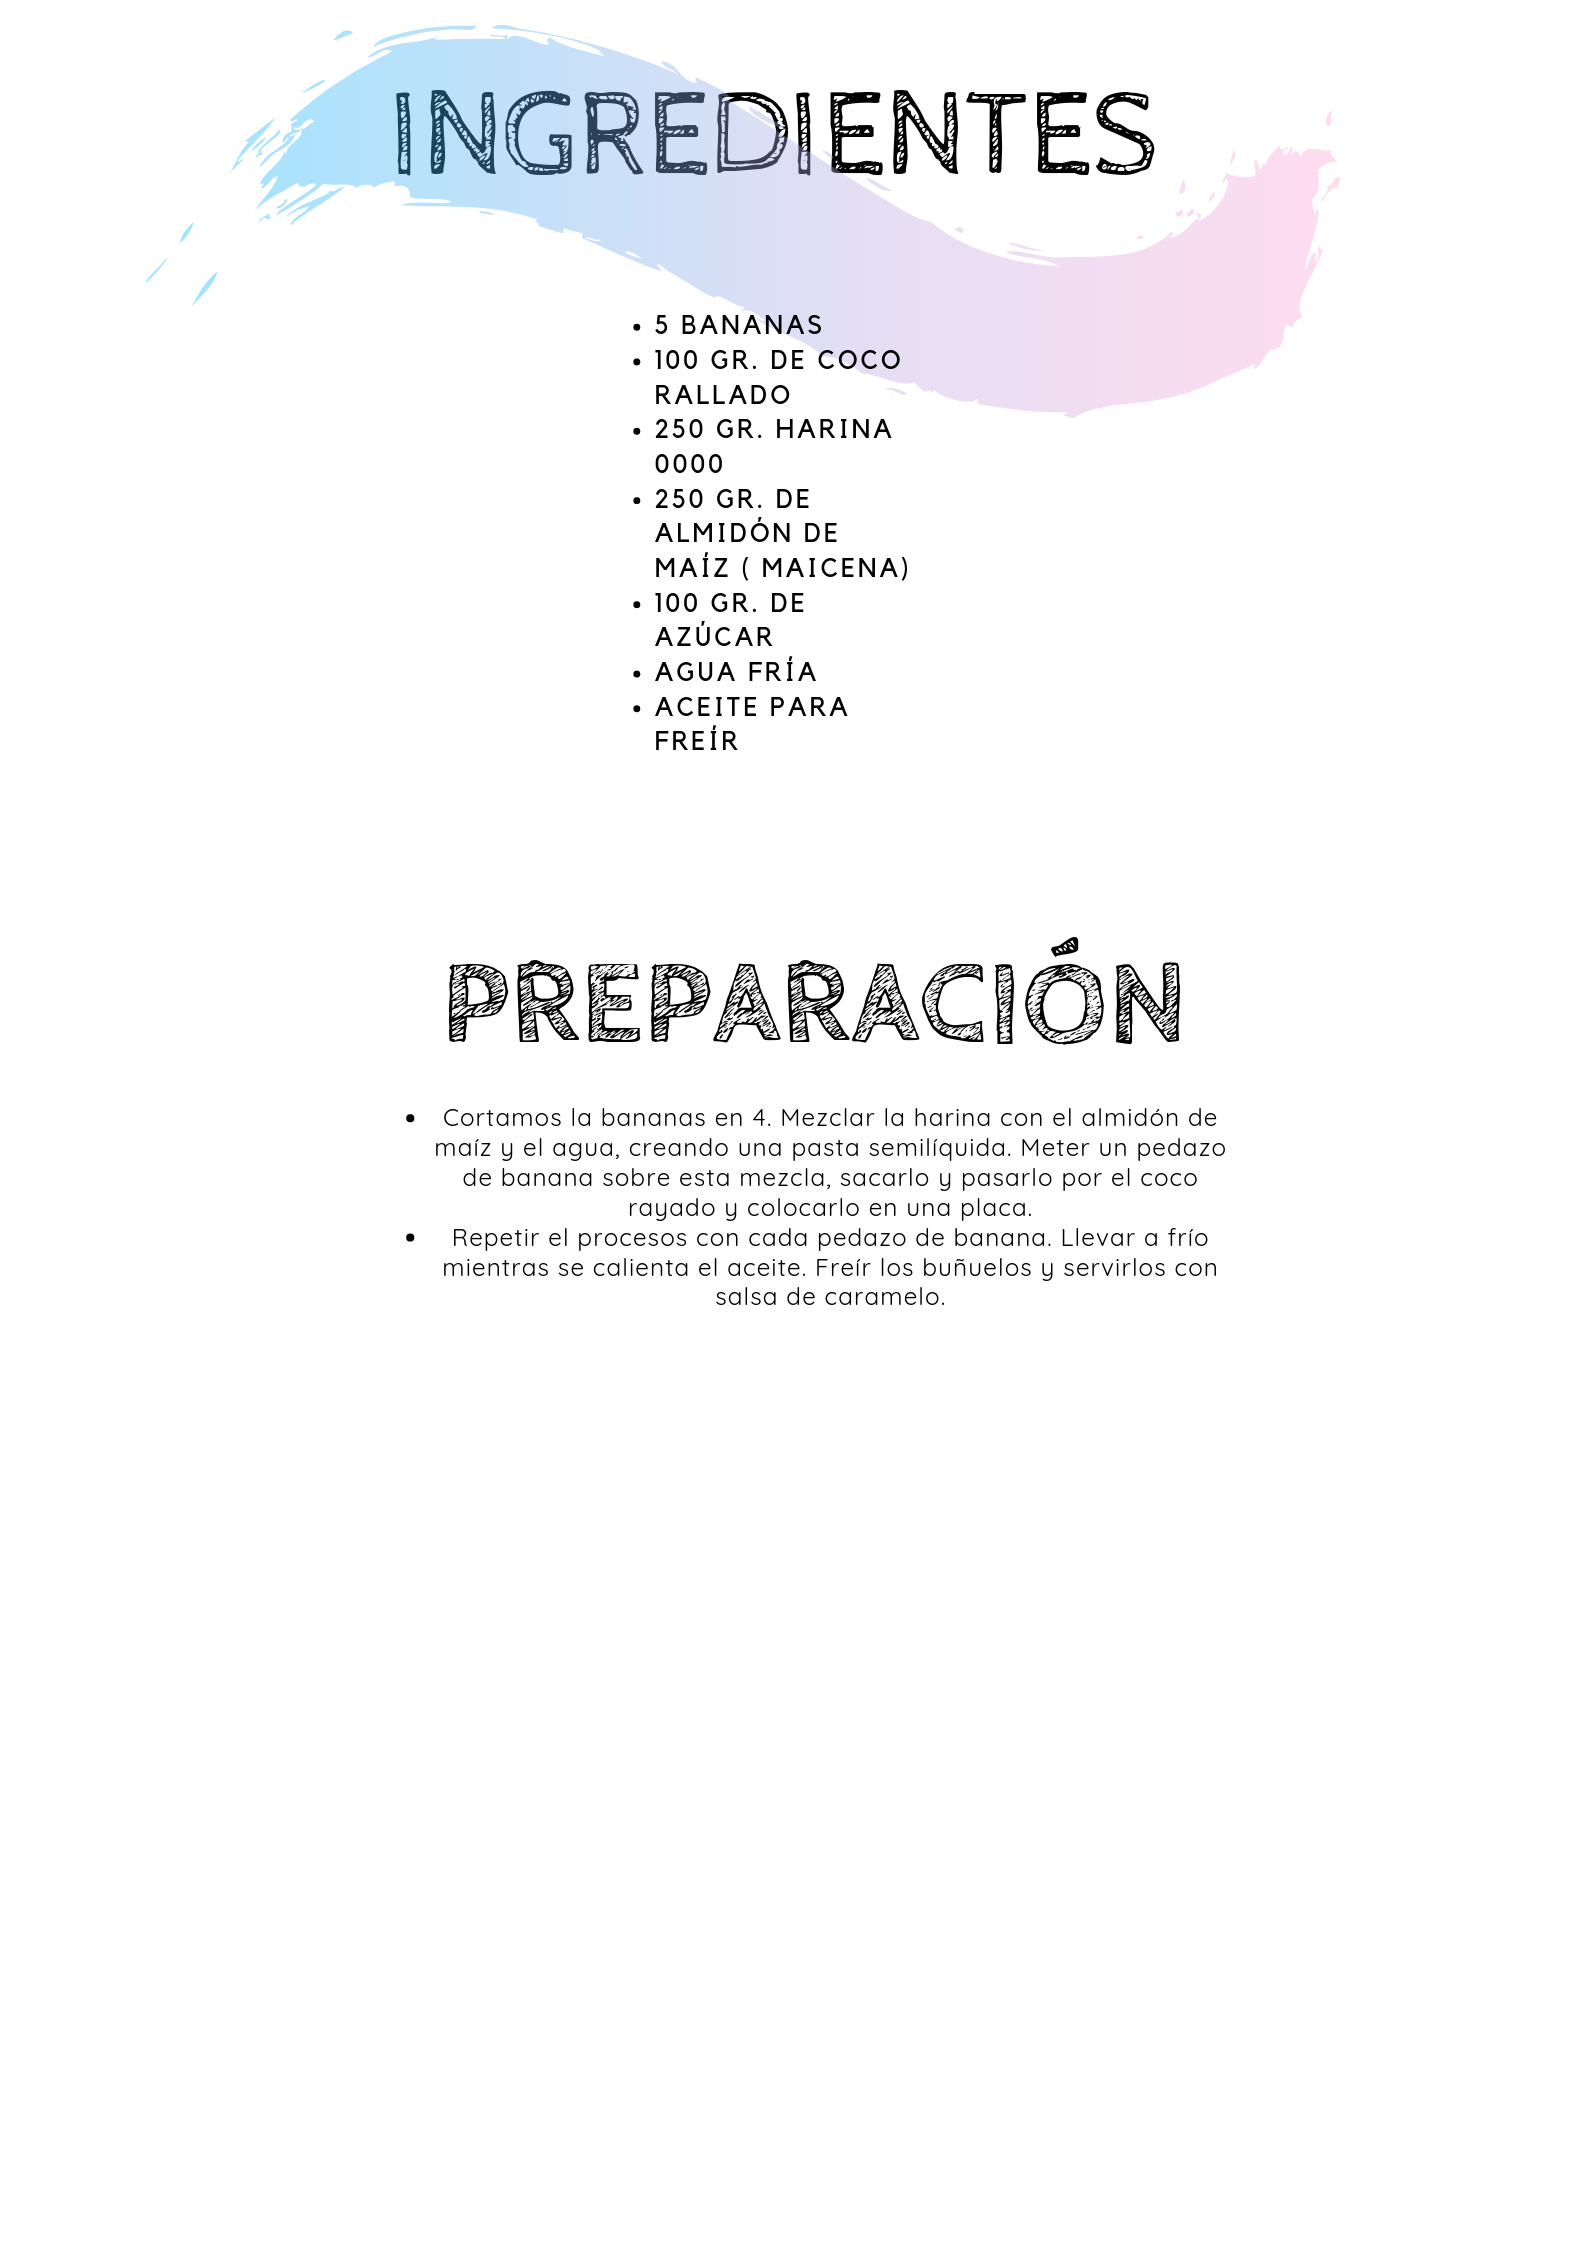 INGREDIENTES
• 5 BANANAS
• 100 GR. DE COCO
RALLADO
• 250 GR. HARINA
0000
• 250 GR. DE
ALMIDÓN DE
MAÍZ ( MAICENA)
• 100 GR. DE
AZÚCAR
• AGUA FRÍA
• ACEITE PARA
FREÍR
PREPARACIÓN
• Cortamos la bananas en 4. Mezclar la harina con el almidón de
maíz y el agua, creando una pasta semilíquida. Meter un pedazo
de banana sobre esta mezcla, sacarlo y pasarlo por el coco
rayado y colocarlo en una placa.
• Repetir el procesos con cada pedazo de banana. Llevar a frío
mientras se calienta el aceite. Freír los buñuelos y servirlos con
salsa de caramelo.